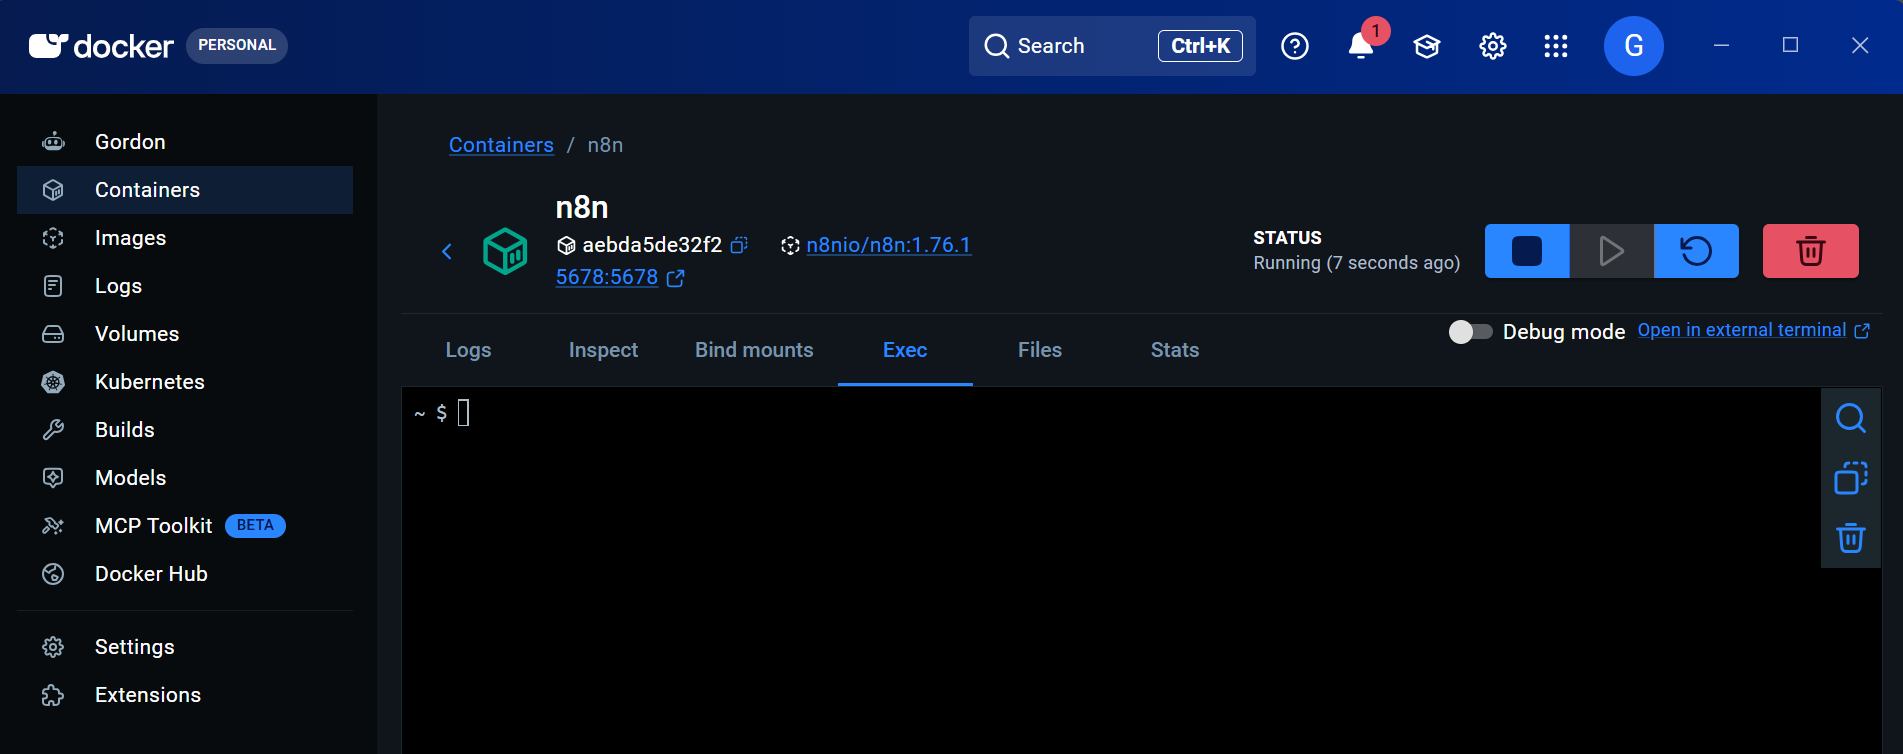 docker PERSONAL
Search Ctrl+K
1
G
Gordon
Containers
Images
Logs
Volumes
Kubernetes
Builds
Models
MCP Toolkit BETA
Docker Hub
Settings
Extensions
Containers / n8n
n8n
aebda5de32f2 n8nio/n8n:1.76.1
5678:5678
STATUS
Running (7 seconds ago)
Logs Inspect Bind mounts Exec Files Stats
Debug mode Open in external terminal
~ $